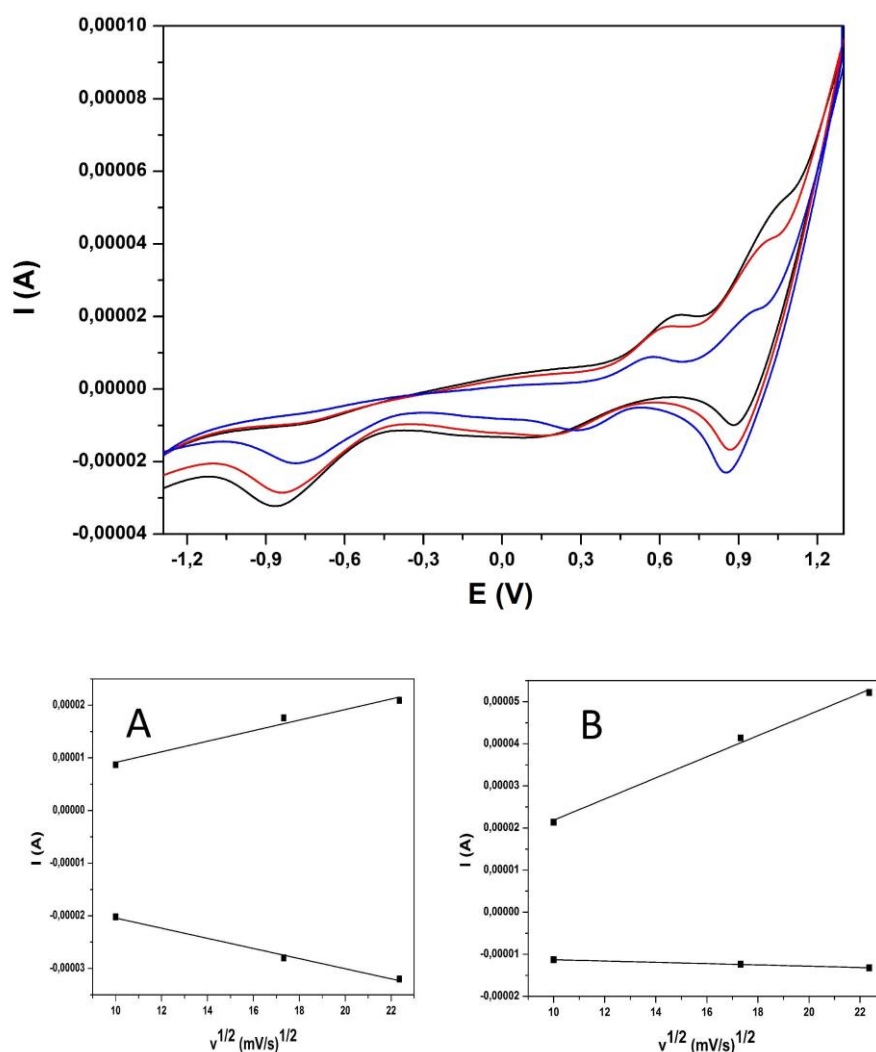 0,00010
0,00008
0,00006
0,00004
0,00002
0,00000
-0,00002
-0,00004
I (A)
-1,2 -0,9 -0,6 -0,3 0,0 0,3 0,6 0,9 1,2
E (V)
A
0,00002
0,00001
0,00000
-0,00001
-0,00002
-0,00003
I (A)
10 12 14 16 18 20 22
v1/2 (mV/s)1/2
B
0,00005
0,00004
0,00003
0,00002
0,00001
0,00000
-0,00001
-0,00002
I (A)
10 12 14 16 18 20 22
v1/2 (mV/s)1/2